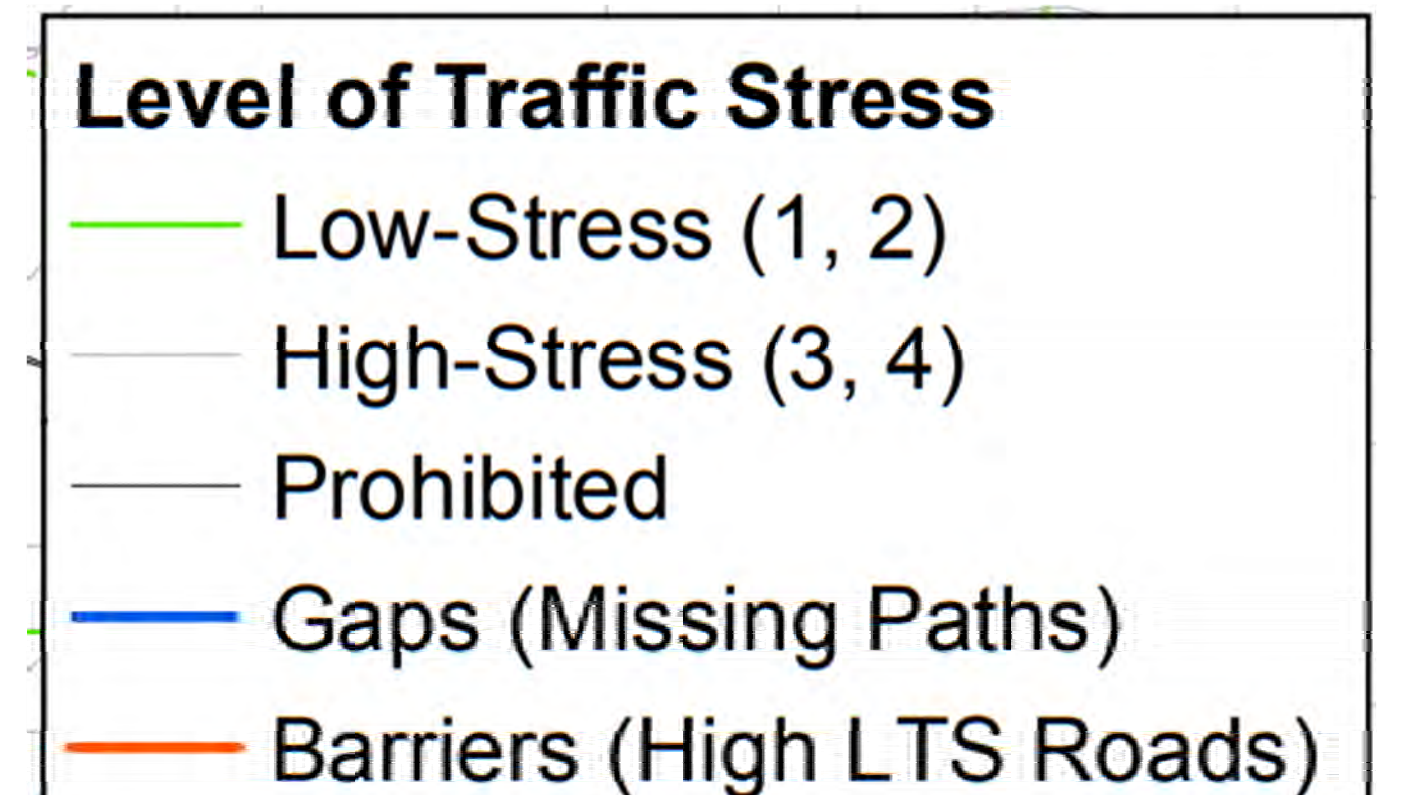 Level of Traffic Stress
Low-Stress (1, 2)
High-Stress (3, 4)
Prohibited
Gaps (Missing Paths)
Barriers (High LTS Roads)